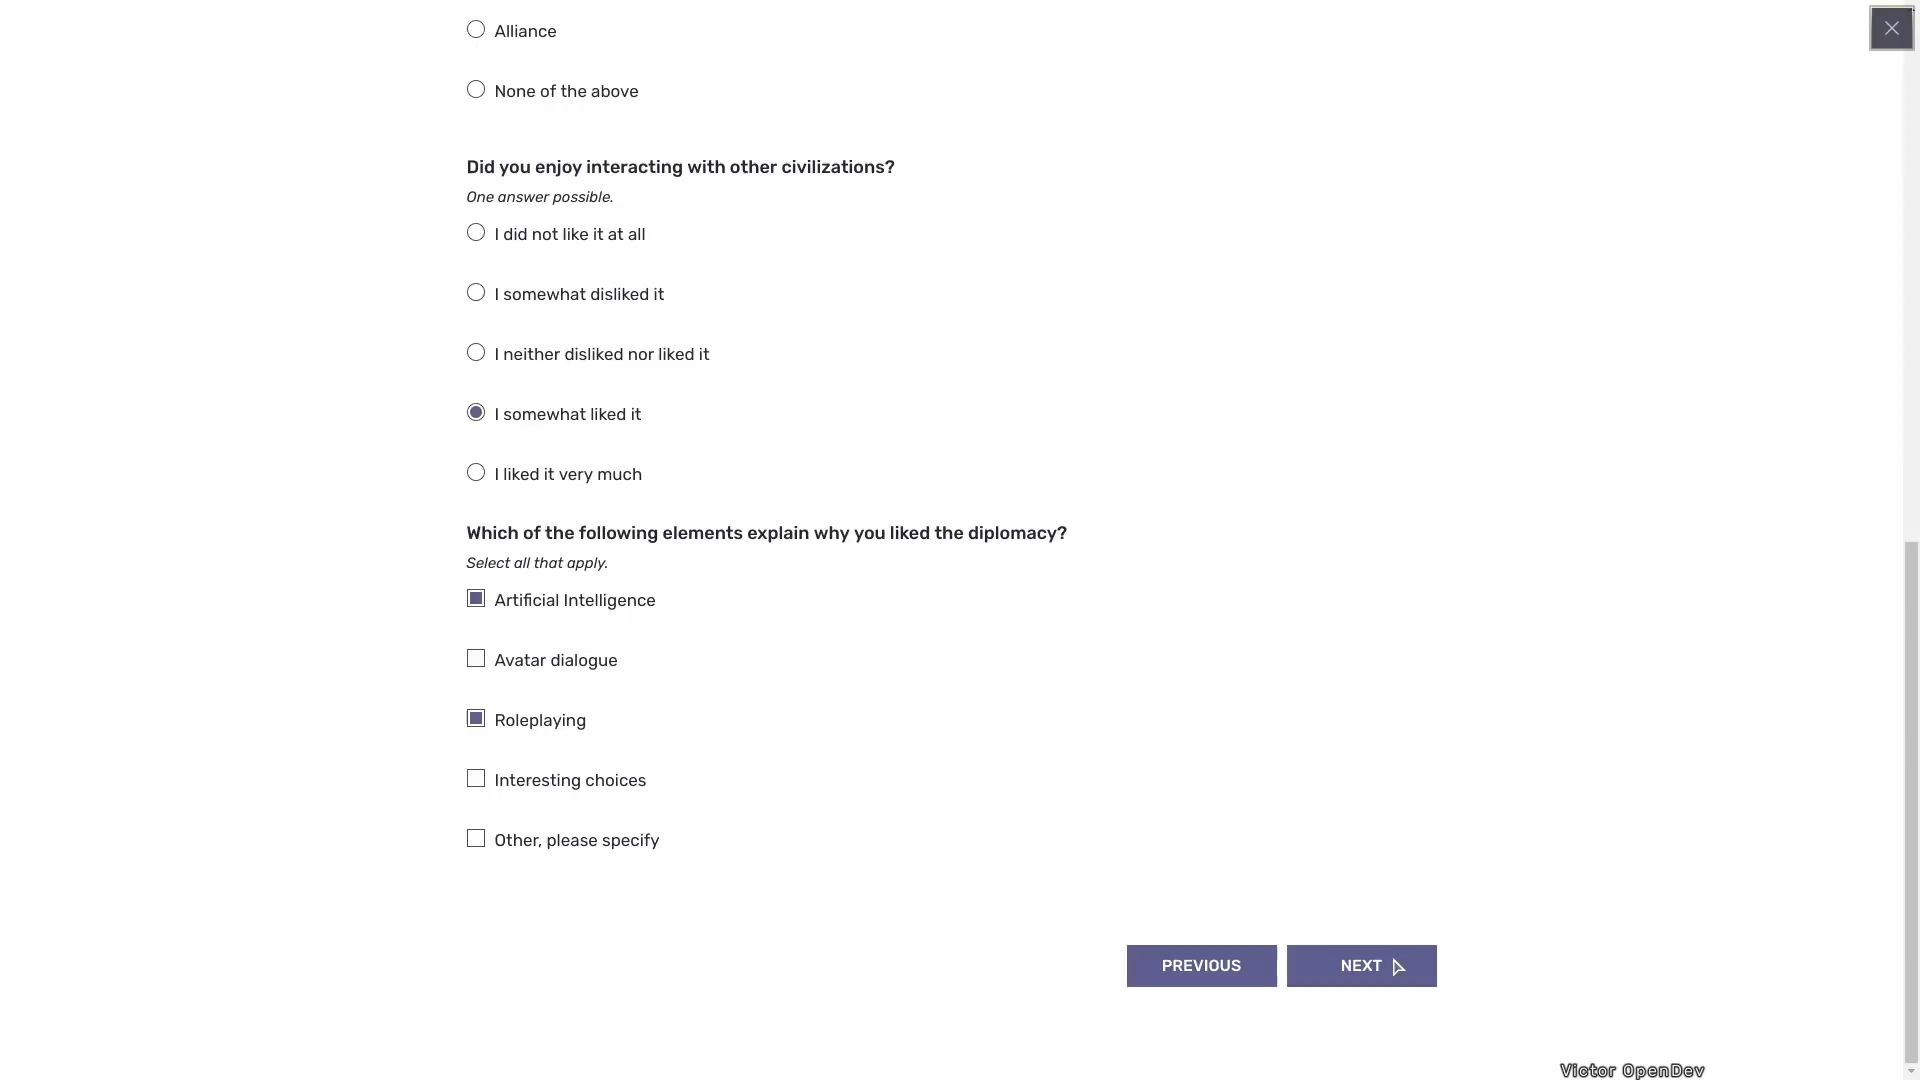 Alliance
None of the above
Did you enjoy interacting with other civilizations?
One answer possible.
I did not like it at all
I somewhat disliked it
I neither disliked nor liked it
I somewhat liked it
I liked it very much
Which of the following elements explain why you liked the diplomacy?
Select all that apply.
Artificial Intelligence
Avatar dialogue
Roleplaying
Interesting choices
Other, please specify
PREVIOUS
NEXT
Victor OpenDev